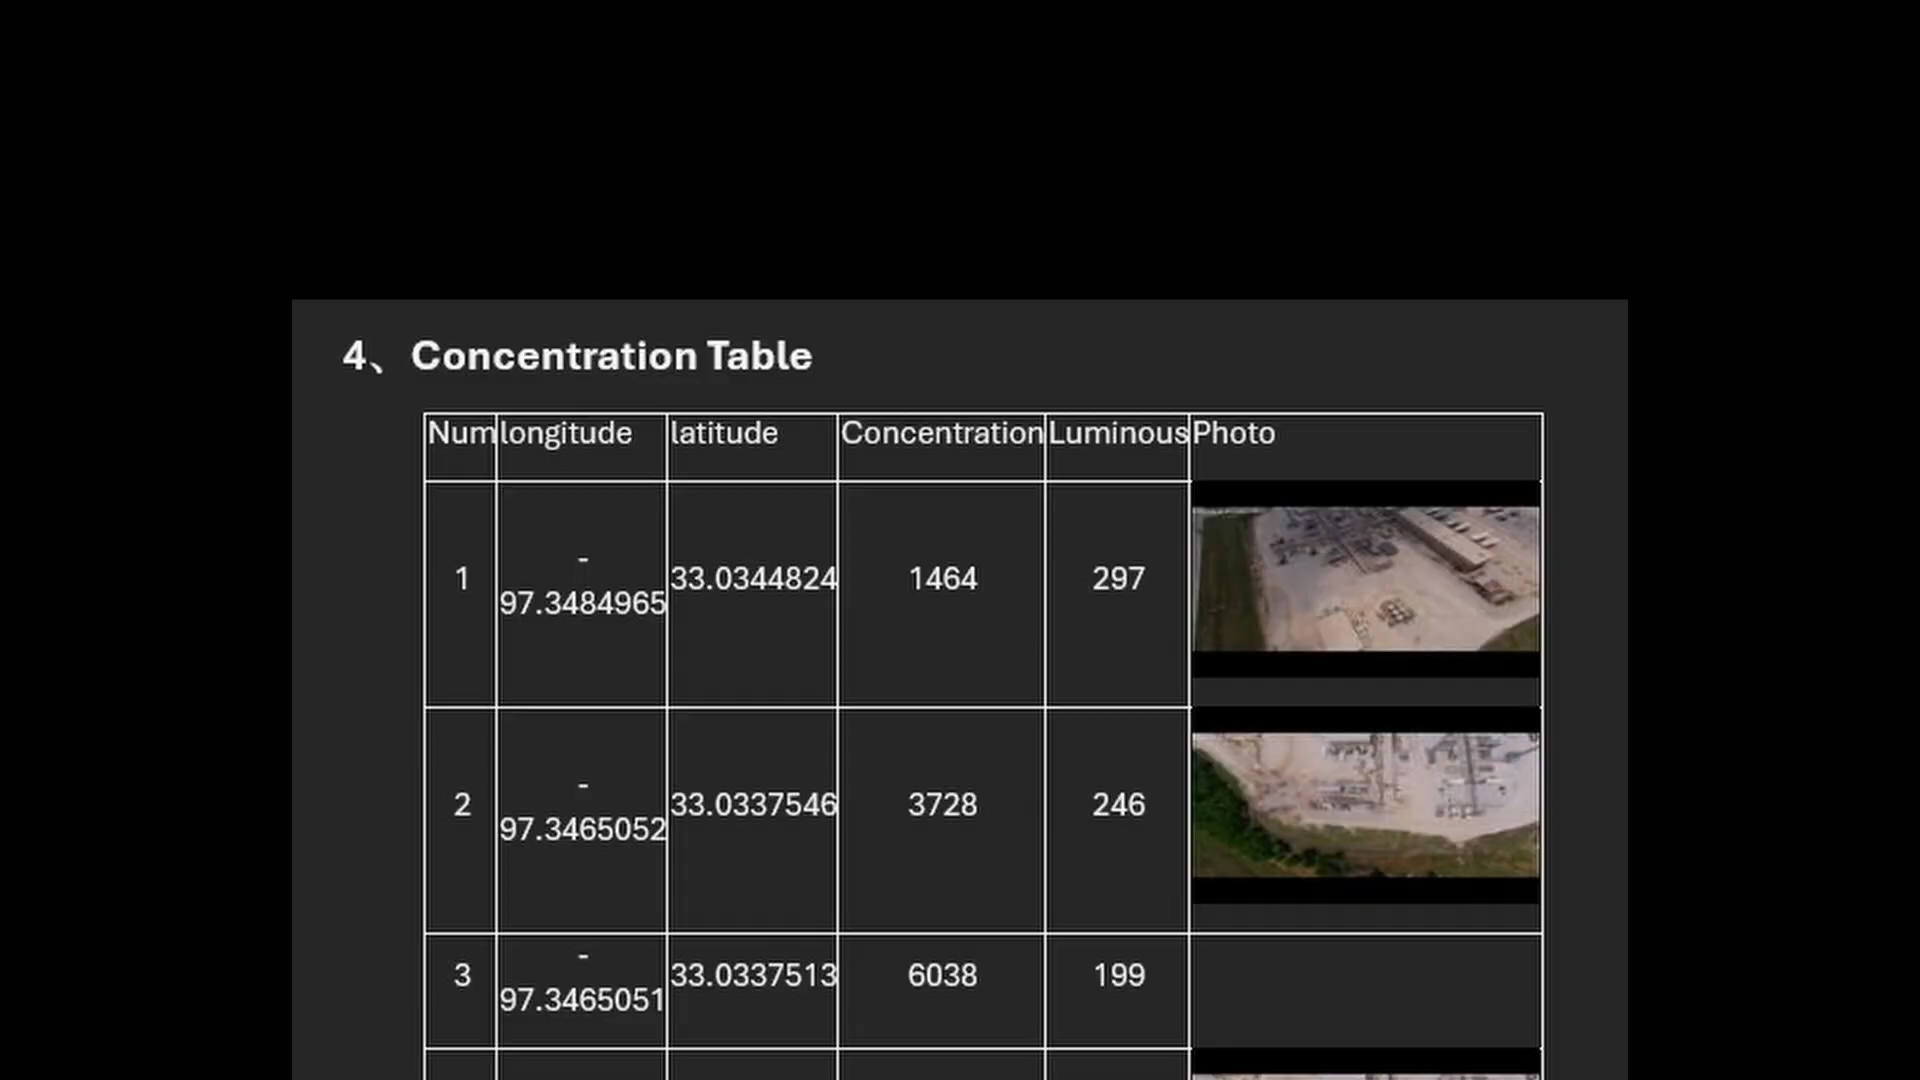 4、Concentration Table
Num longitude latitude Concentration Luminous Photo
1 -97.3484965 33.0344824 1464 297
2 -97.3465052 33.0337546 3728 246
3 -97.3465051 33.0337513 6038 199